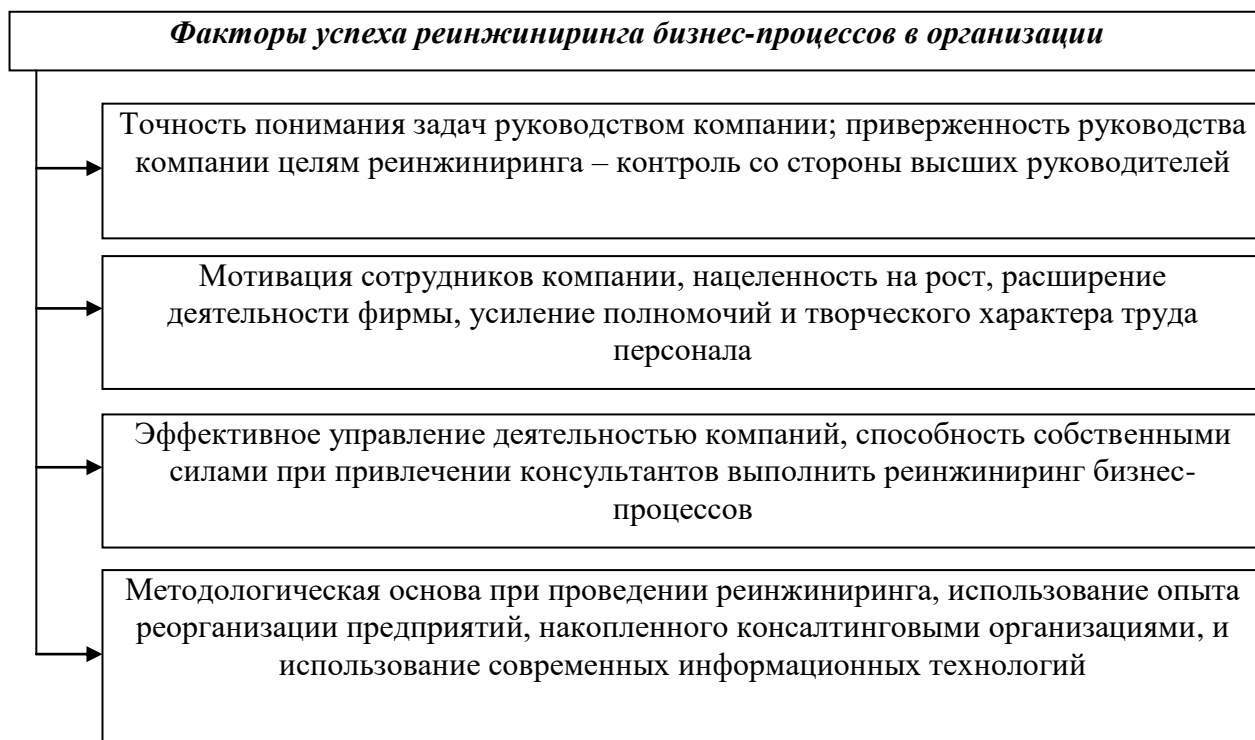 Факторы успеха реинжиниринга бизнес-процессов в организации
Точность понимания задач руководством компании; приверженность руководства
компании целям реинжиниринга – контроль со стороны высших руководителей
Мотивация сотрудников компании, нацеленность на рост, расширение
деятельности фирмы, усиление полномочий и творческого характера труда
персонала
Эффективное управление деятельностью компаний, способность собственными
силами при привлечении консультантов выполнить реинжиниринг бизнес-
процессов
Методологическая основа при проведении реинжиниринга, использование опыта
реорганизации предприятий, накопленного консалтинговыми организациями, и
использование современных информационных технологий